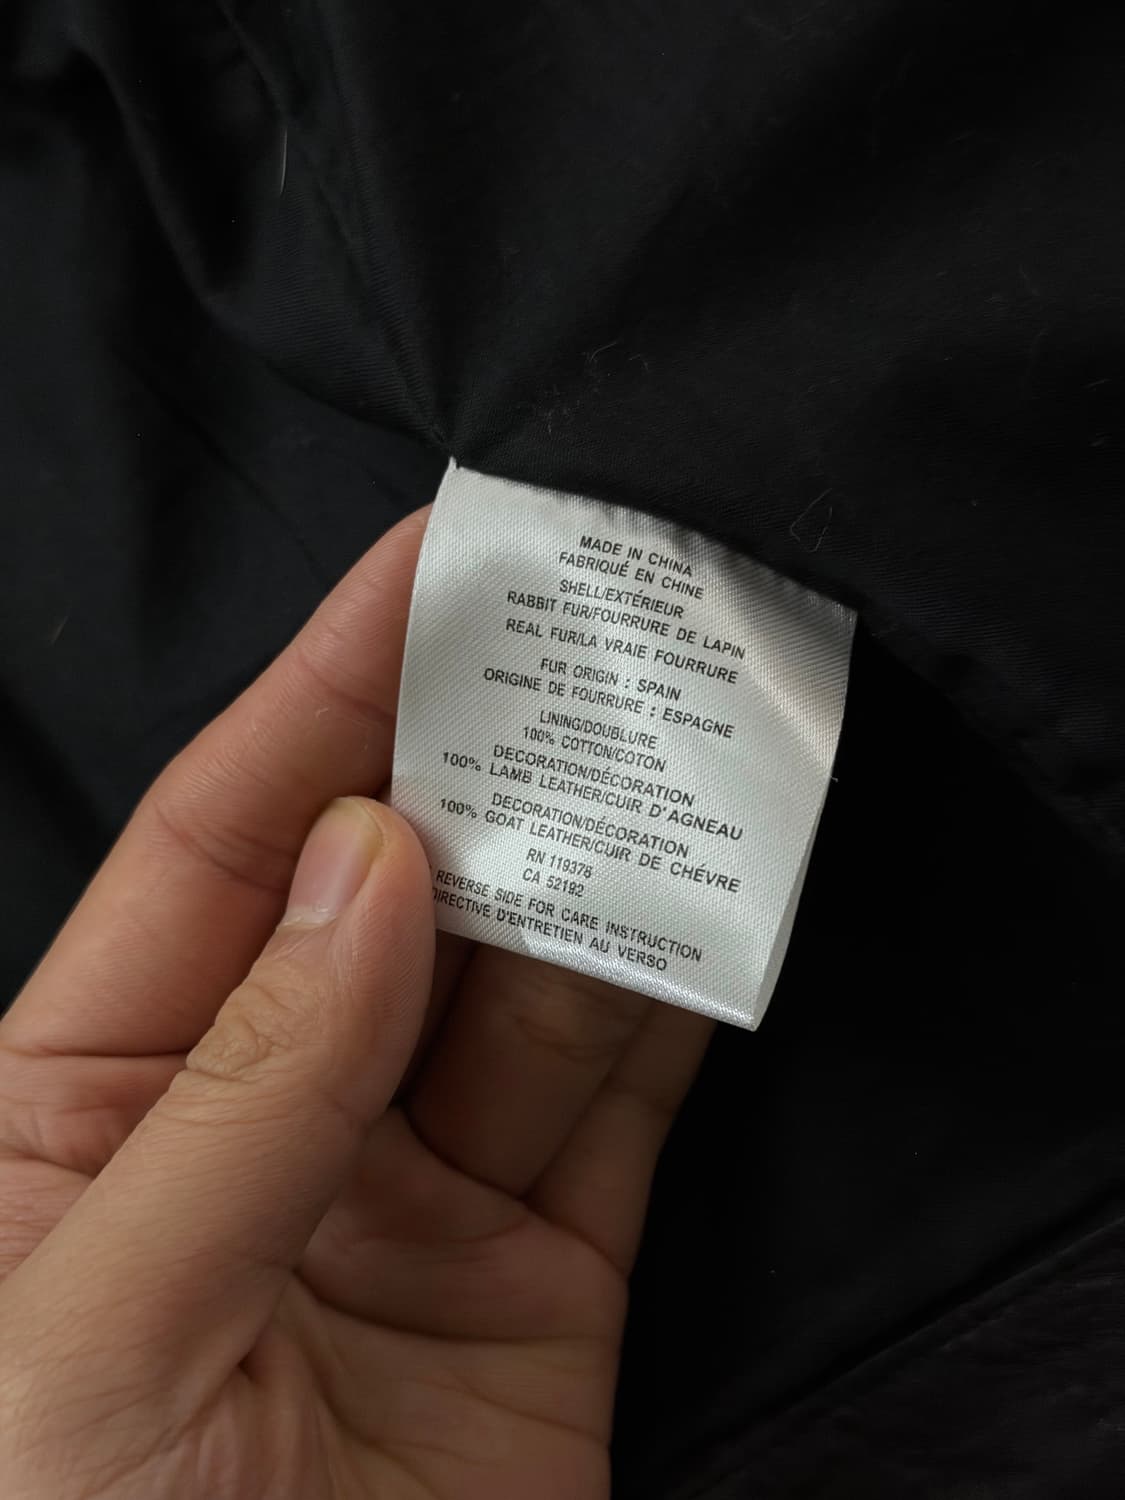 MADE IN CHINA
FABRIQUÉ EN CHINE
SHELL/EXTÉRIEUR
RABBIT FUR/FOURRURE DE LAPIN
REAL FUR/LA VRAIE FOURRURE
FUR ORIGIN : SPAIN
ORIGINE DE FOURRURE : ESPAGNE
LINING/DOUBLURE
100% COTTON/COTON
DECORATION/DÉCORATION
100% LAMB LEATHER/CUIR D'AGNEAU
DECORATION/DÉCORATION
100% GOAT LEATHER/CUIR DE CHÉVRE
RN 119376
CA 52192
REVERSE SIDE FOR CARE INSTRUCTION
DIRECTIVE D'ENTRETIEN AU VERSO